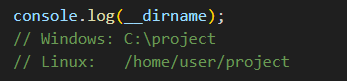 console.log(__dirname);
// Windows: C:\project
// Linux:   /home/user/project